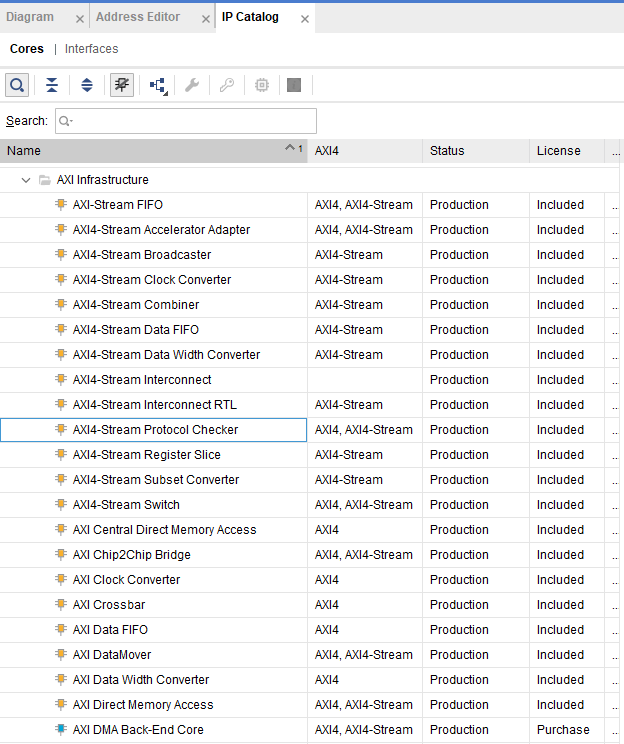 Diagram × Address Editor × IP Catalog ×
Cores | Interfaces
Search:
Name 1 AXI4 Status License ...
AXI Infrastructure
AXI-Stream FIFO AXI4, AXI4-Stream Production Included ...
AXI4-Stream Accelerator Adapter AXI4, AXI4-Stream Production Included ...
AXI4-Stream Broadcaster AXI4-Stream Production Included ...
AXI4-Stream Clock Converter AXI4-Stream Production Included ...
AXI4-Stream Combiner AXI4-Stream Production Included ...
AXI4-Stream Data FIFO AXI4-Stream Production Included ...
AXI4-Stream Data Width Converter AXI4-Stream Production Included ...
AXI4-Stream Interconnect Production Included ...
AXI4-Stream Interconnect RTL AXI4-Stream Production Included ...
AXI4-Stream Protocol Checker AXI4, AXI4-Stream Production Included ...
AXI4-Stream Register Slice AXI4-Stream Production Included ...
AXI4-Stream Subset Converter AXI4-Stream Production Included ...
AXI4-Stream Switch AXI4, AXI4-Stream Production Included ...
AXI Central Direct Memory Access AXI4 Production Included ...
AXI Chip2Chip Bridge AXI4, AXI4-Stream Production Included ...
AXI Clock Converter AXI4 Production Included ...
AXI Crossbar AXI4 Production Included ...
AXI Data FIFO AXI4 Production Included ...
AXI DataMover AXI4, AXI4-Stream Production Included ...
AXI Data Width Converter AXI4 Production Included ...
AXI Direct Memory Access AXI4, AXI4-Stream Production Included ...
AXI DMA Back-End Core AXI4, AXI4-Stream Production Purchase ...